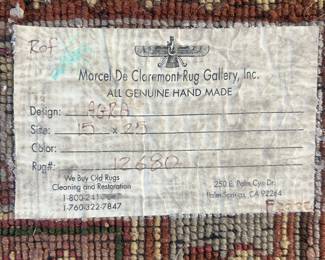 Ref
Marcel De Claremont Rug Gallery, Inc.
ALL GENUINE HAND MADE
Design: AGRA
Size: 15 x 25
Color:
Rug#: 12680
We Buy Old Rugs
Cleaning and Restoration
1-800-241-
1-760-322-7847
250 E. Palm Cyn Dr.
Palm Springs, CA 92264